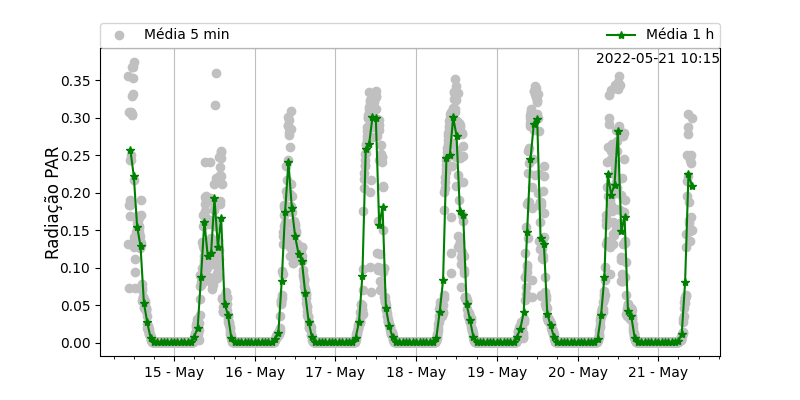 Média 5 min
Média 1 h
2022-05-21 10:15
Radiação PAR
0.35
0.30
0.25
0.20
0.15
0.10
0.05
0.00
15 - May
16 - May
17 - May
18 - May
19 - May
20 - May
21 - May